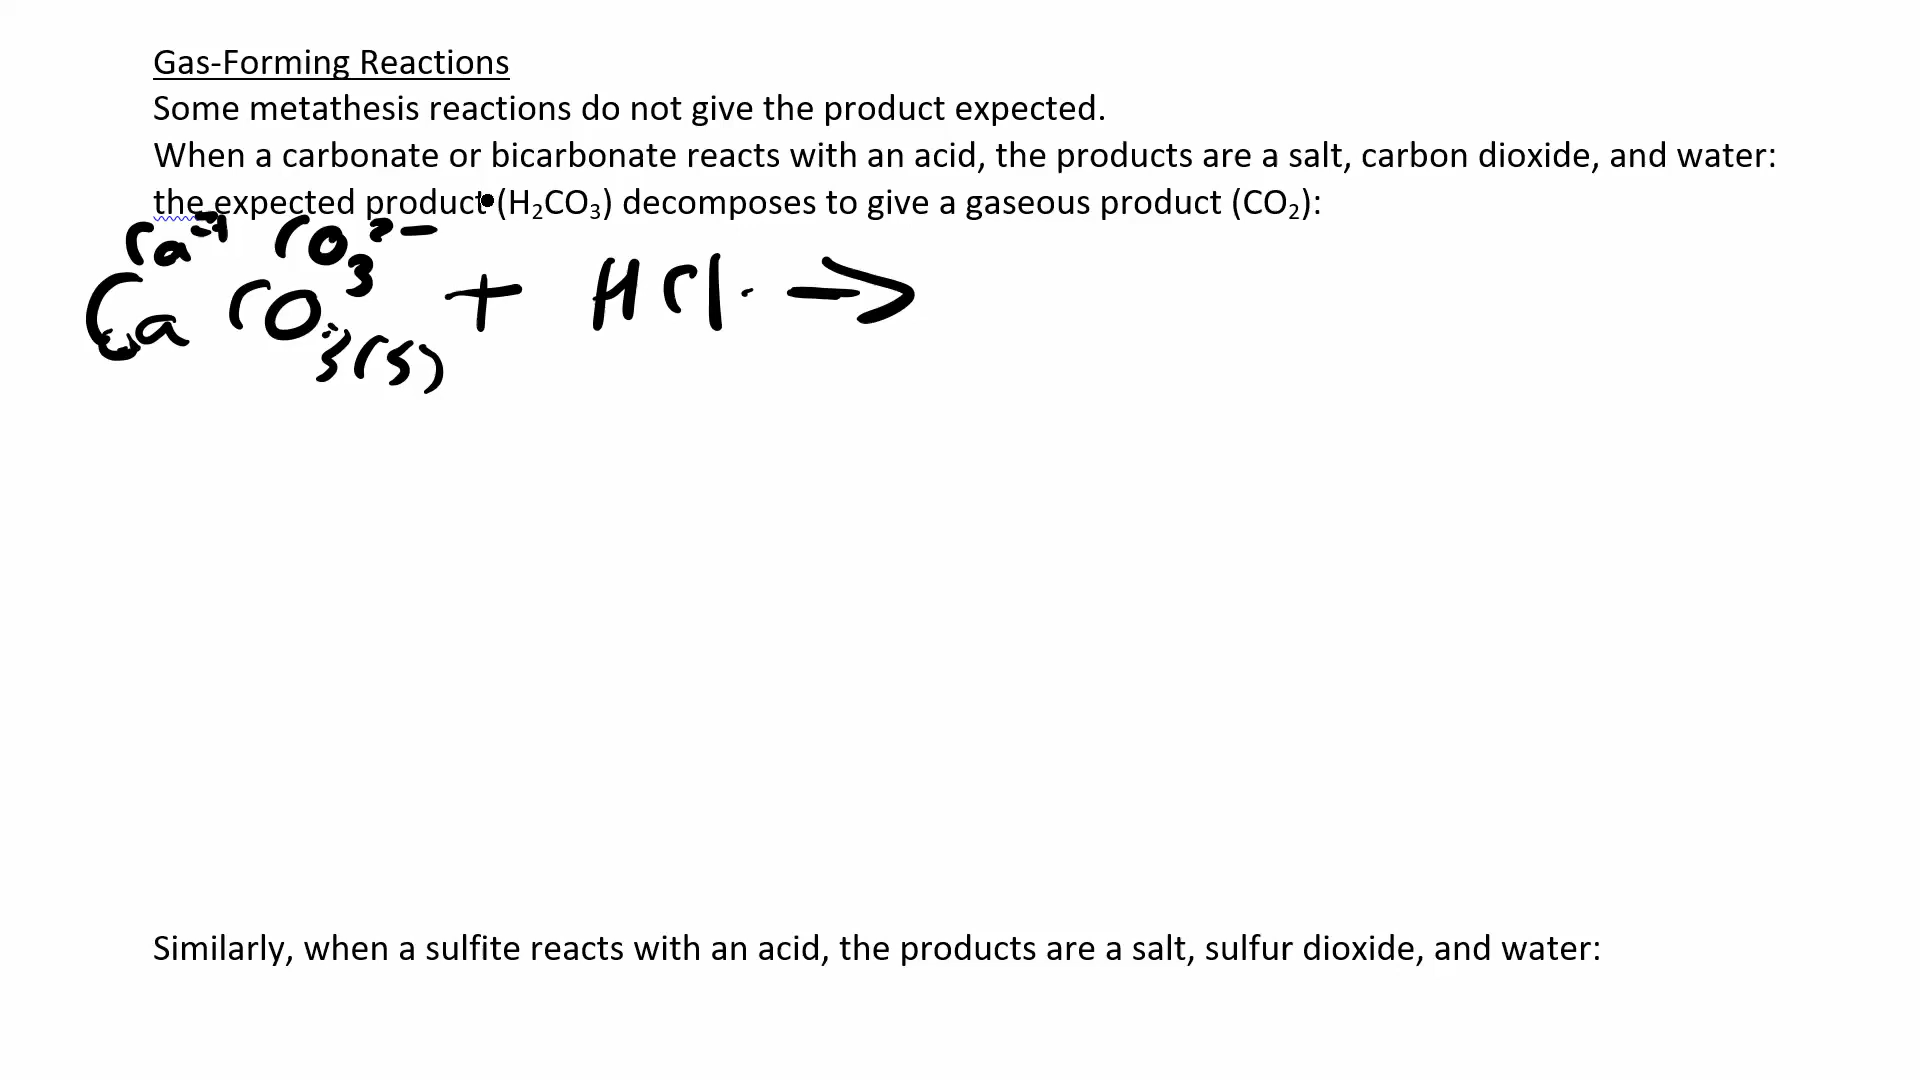 Gas-Forming Reactions
Some metathesis reactions do not give the product expected.
When a carbonate or bicarbonate reacts with an acid, the products are a salt, carbon dioxide, and water:
the expected product (H₂CO₃) decomposes to give a gaseous product (CO₂):
Ca CO₃²⁻
CaCO₃(s) + HCl →
Similarly, when a sulfite reacts with an acid, the products are a salt, sulfur dioxide, and water: